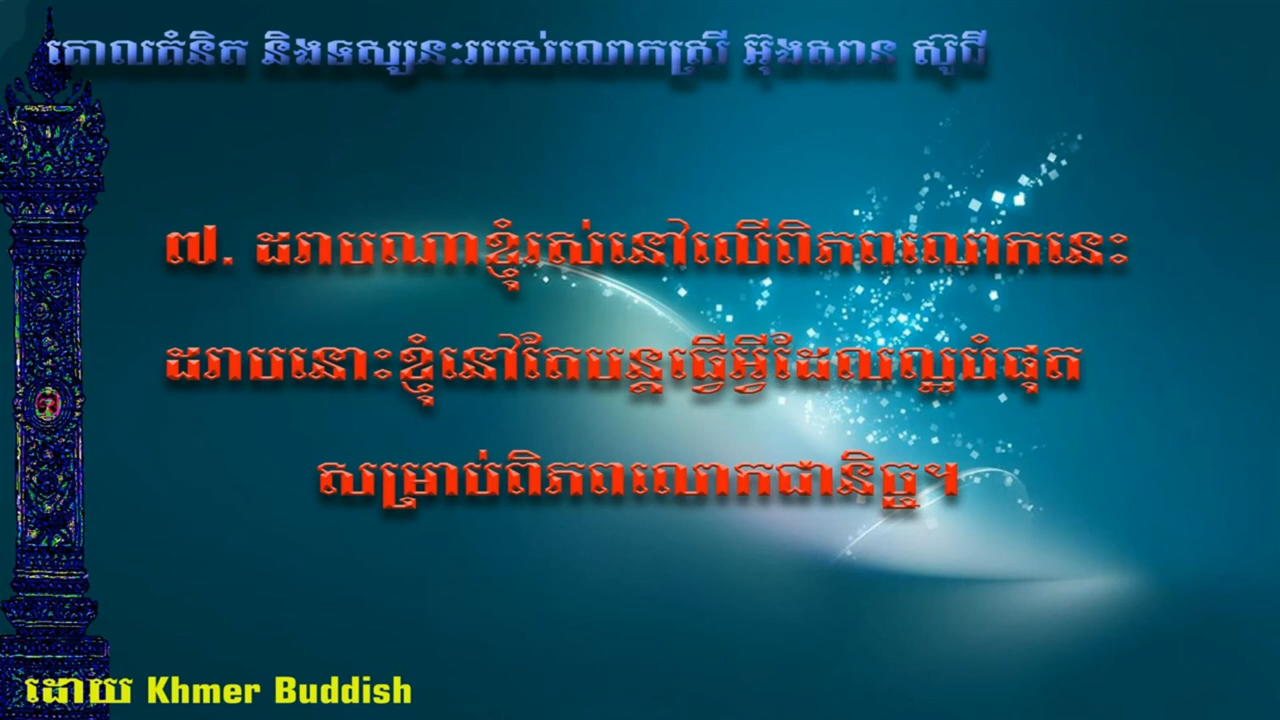 គោលគំនិត និងទស្សនៈរបស់លោកស្រី អ៊ុងសាន ស៊ូជី
៧. ដរាបណាខ្ញុំរស់នៅលើពិភពលោកនេះ
ដរាបនោះខ្ញុំនៅតែបន្តធ្វើអ្វីដែលល្អបំផុត
សម្រាប់ពិភពលោកជានិច្ច។
ដោយ Khmer Buddish